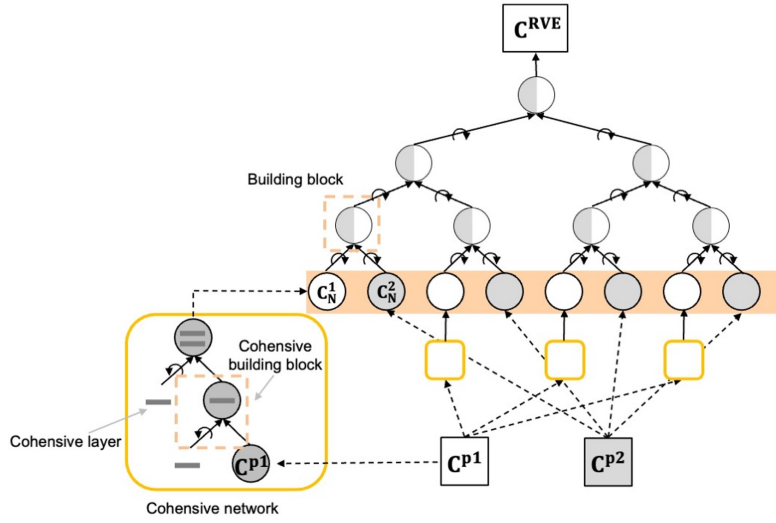 C^RVE
Building block
C_N^1
C_N^2
Cohensive
building block
Cohensive layer
C^p1
C^p1
C^p2
Cohensive network